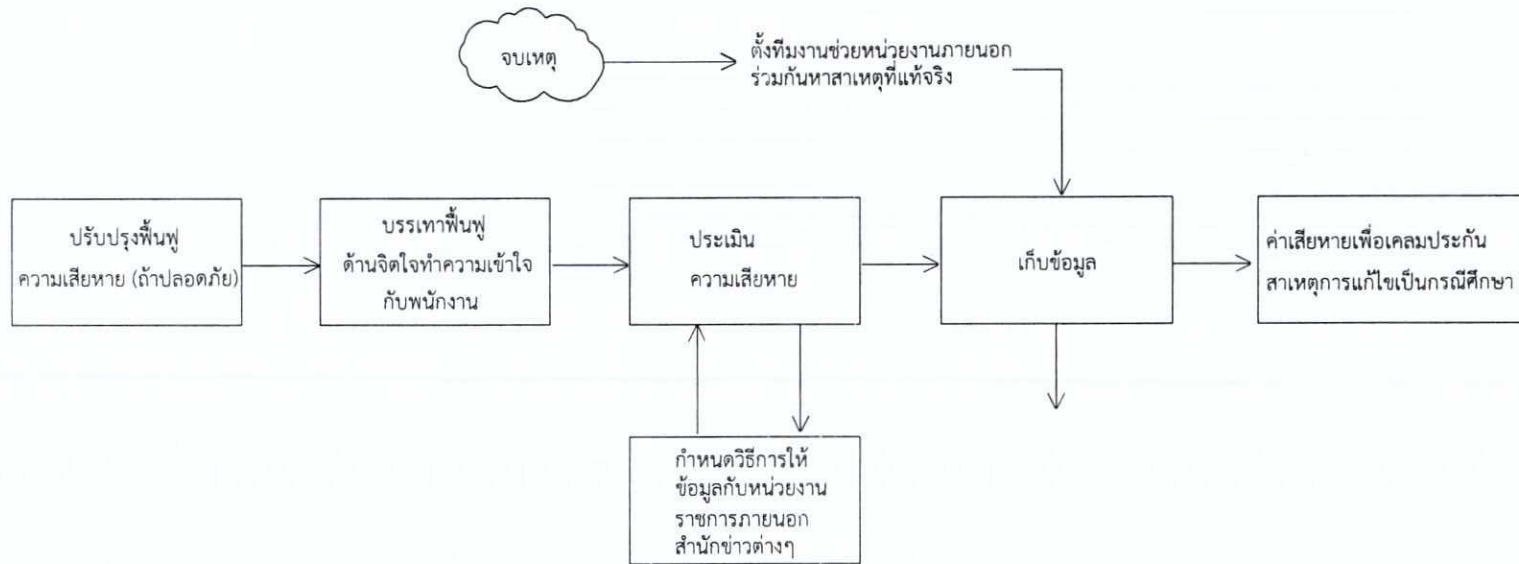 จบเหตุ
ตั้งทีมงานช่วยหน่วยงานภายนอก
ร่วมกันหาสาเหตุที่แท้จริง
ปรับปรุงฟื้นฟู
ความเสียหาย (ถ้าปลอดภัย)
บรรเทาฟื้นฟู
ด้านจิตใจทำความเข้าใจ
กับพนักงาน
ประเมิน
ความเสียหาย
เก็บข้อมูล
ค่าเสียหายเพื่อเคลมประกัน
สาเหตุการแก้ไขเป็นกรณีศึกษา
กำหนดวิธีการให้
ข้อมูลกับหน่วยงาน
ราชการภายนอก
สำนักข่าวต่างๆ